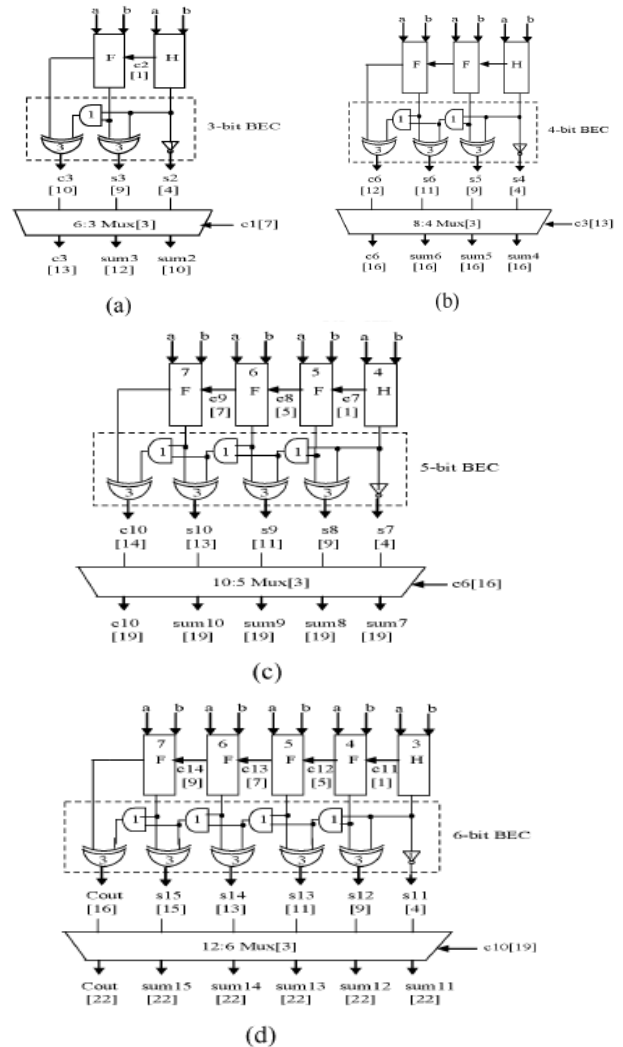 a b a b
F c2 H
[1]
1
3 3
3-bit BEC
c3 s3 s2
[10] [9] [4]
6:3 Mux[3] c1[7]
c3 sum3 sum2
[13] [12] [10]
(a)
a b a b a b
F F H
1 1
3 3 3
4-bit BEC
c6 s6 s5 s4
[12] [11] [9] [4]
8:4 Mux[3] c3[13]
c6 sum6 sum5 sum4
[16] [16] [16] [16]
(b)
a b a b a b a b
7 6 5 4
F c9 F c8 F c7 H
[7] [5] [1]
1 1 1
3 3 3 3
5-bit BEC
c10 s10 s9 s8 s7
[14] [13] [11] [9] [4]
10:5 Mux[3] c6[16]
c10 sum10 sum9 sum8 sum7
[19] [19] [19] [19] [19]
(c)
a b a b a b a b a b
7 6 5 4 3
F c14 F c13 F c12 F c11 H
[9] [7] [5] [1]
1 1 1 1
3 3 3 3 3
6-bit BEC
Cout s15 s14 s13 s12 s11
[16] [15] [13] [11] [9] [4]
12:6 Mux[3] c10[19]
Cout sum15 sum14 sum13 sum12 sum11
[22] [22] [22] [22] [22] [22]
(d)